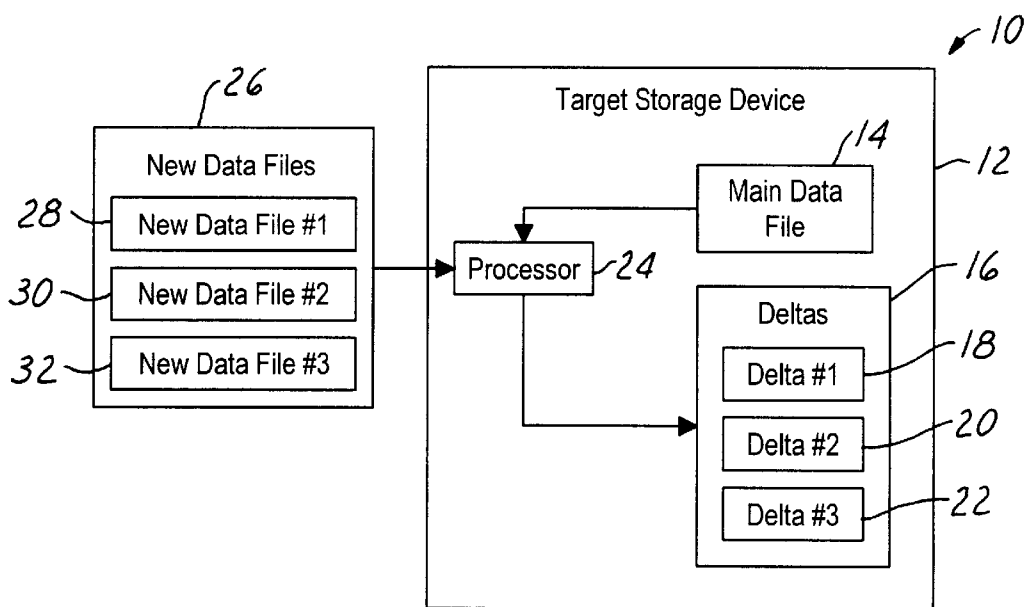 10
26
New Data Files
28
New Data File #1
30
New Data File #2
32
New Data File #3
Target Storage Device
12
14
Main Data
File
Processor
24
16
Deltas
Delta #1
18
Delta #2
20
Delta #3
22